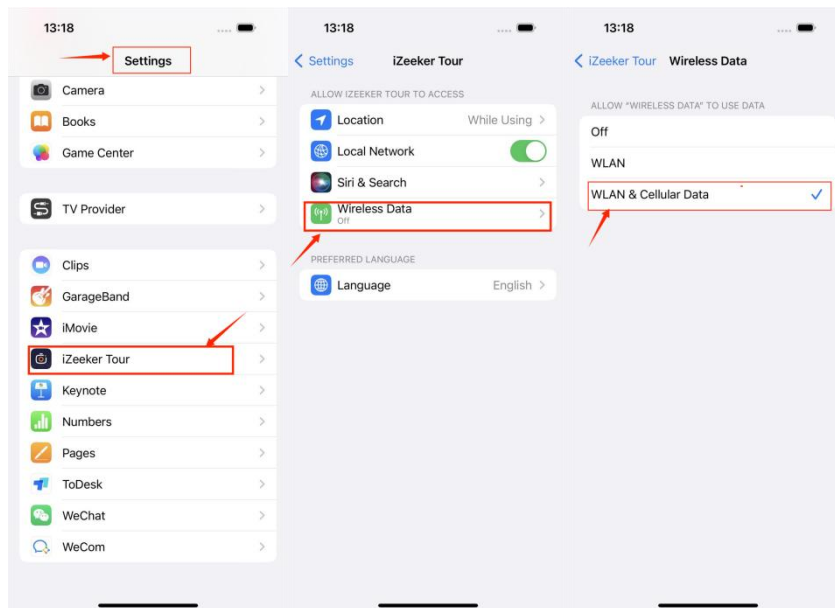 13:18
Settings
Camera
Books
Game Center
TV Provider
Clips
GarageBand
iMovie
iZeeker Tour
Keynote
Numbers
Pages
ToDesk
WeChat
WeCom
13:18
Settings
iZeeker Tour
ALLOW IZEEKER TOUR TO ACCESS
Location While Using
Local Network
Siri & Search
Wireless Data
Off
PREFERRED LANGUAGE
Language English
13:18
iZeeker Tour
Wireless Data
ALLOW "WIRELESS DATA" TO USE DATA
Off
WLAN
WLAN & Cellular Data